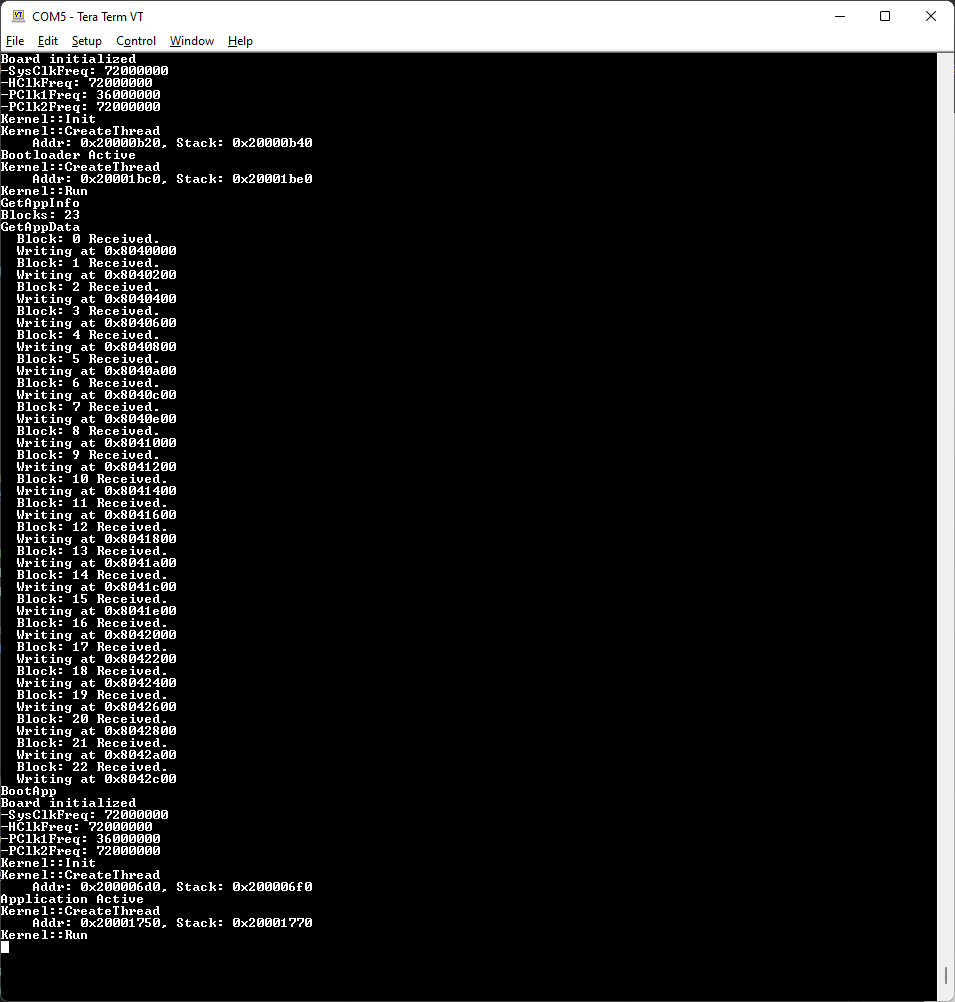 COM5 - Tera Term VT
File Edit Setup Control Window Help
Board initialized
-SysClkFreq: 72000000
-HClkFreq: 72000000
-PClk1Freq: 36000000
-PClk2Freq: 72000000
Kernel::Init
Kernel::CreateThread
    Addr: 0x20000b20, Stack: 0x20000b40
Bootloader Active
Kernel::CreateThread
    Addr: 0x20001bc0, Stack: 0x20001be0
Kernel::Run
GetAppInfo
Blocks: 23
GetAppData
  Block: 0 Received.
  Writing at 0x8040000
  Block: 1 Received.
  Writing at 0x8040200
  Block: 2 Received.
  Writing at 0x8040400
  Block: 3 Received.
  Writing at 0x8040600
  Block: 4 Received.
  Writing at 0x8040800
  Block: 5 Received.
  Writing at 0x8040a00
  Block: 6 Received.
  Writing at 0x8040c00
  Block: 7 Received.
  Writing at 0x8040e00
  Block: 8 Received.
  Writing at 0x8041000
  Block: 9 Received.
  Writing at 0x8041200
  Block: 10 Received.
  Writing at 0x8041400
  Block: 11 Received.
  Writing at 0x8041600
  Block: 12 Received.
  Writing at 0x8041800
  Block: 13 Received.
  Writing at 0x8041a00
  Block: 14 Received.
  Writing at 0x8041c00
  Block: 15 Received.
  Writing at 0x8041e00
  Block: 16 Received.
  Writing at 0x8042000
  Block: 17 Received.
  Writing at 0x8042200
  Block: 18 Received.
  Writing at 0x8042400
  Block: 19 Received.
  Writing at 0x8042600
  Block: 20 Received.
  Writing at 0x8042800
  Block: 21 Received.
  Writing at 0x8042a00
  Block: 22 Received.
  Writing at 0x8042c00
BootApp
Board initialized
-SysClkFreq: 72000000
-HClkFreq: 72000000
-PClk1Freq: 36000000
-PClk2Freq: 72000000
Kernel::Init
Kernel::CreateThread
    Addr: 0x200006d0, Stack: 0x200006f0
Application Active
Kernel::CreateThread
    Addr: 0x20001750, Stack: 0x20001770
Kernel::Run